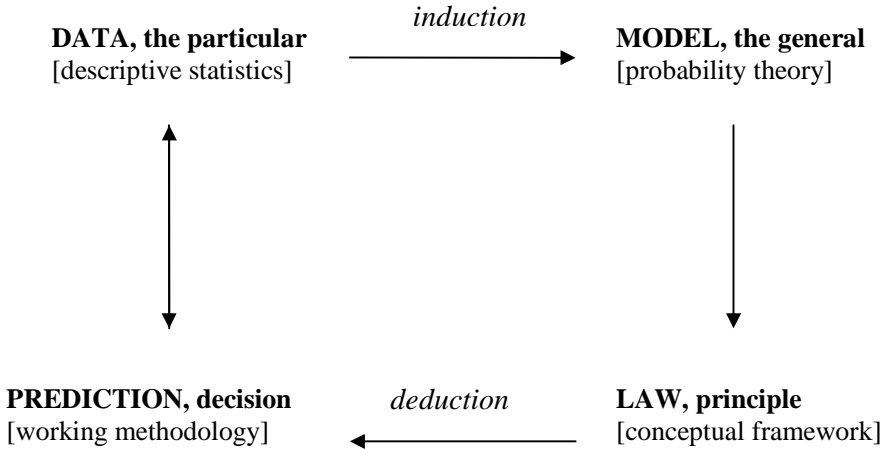 induction
DATA, the particular
[descriptive statistics]
MODEL, the general
[probability theory]
PREDICTION, decision
[working methodology]
deduction
LAW, principle
[conceptual framework]